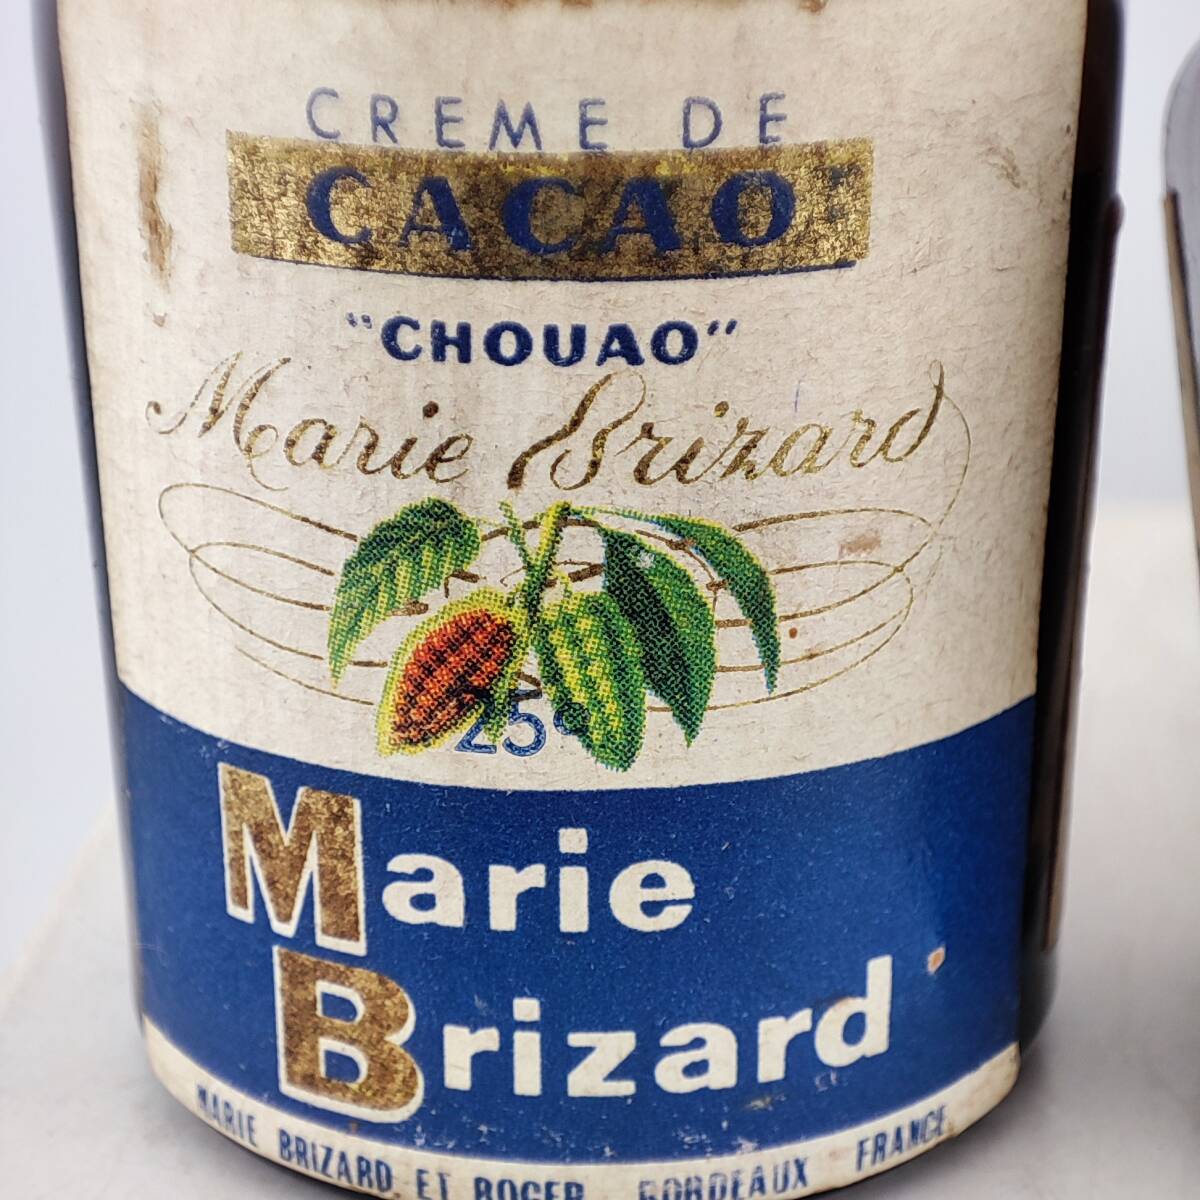 CREME DE
CACAO
"CHOUAO"
Marie Brizard
25°
Marie
Brizard
MARIE BRIZARD ET ROGER BORDEAUX FRANCE